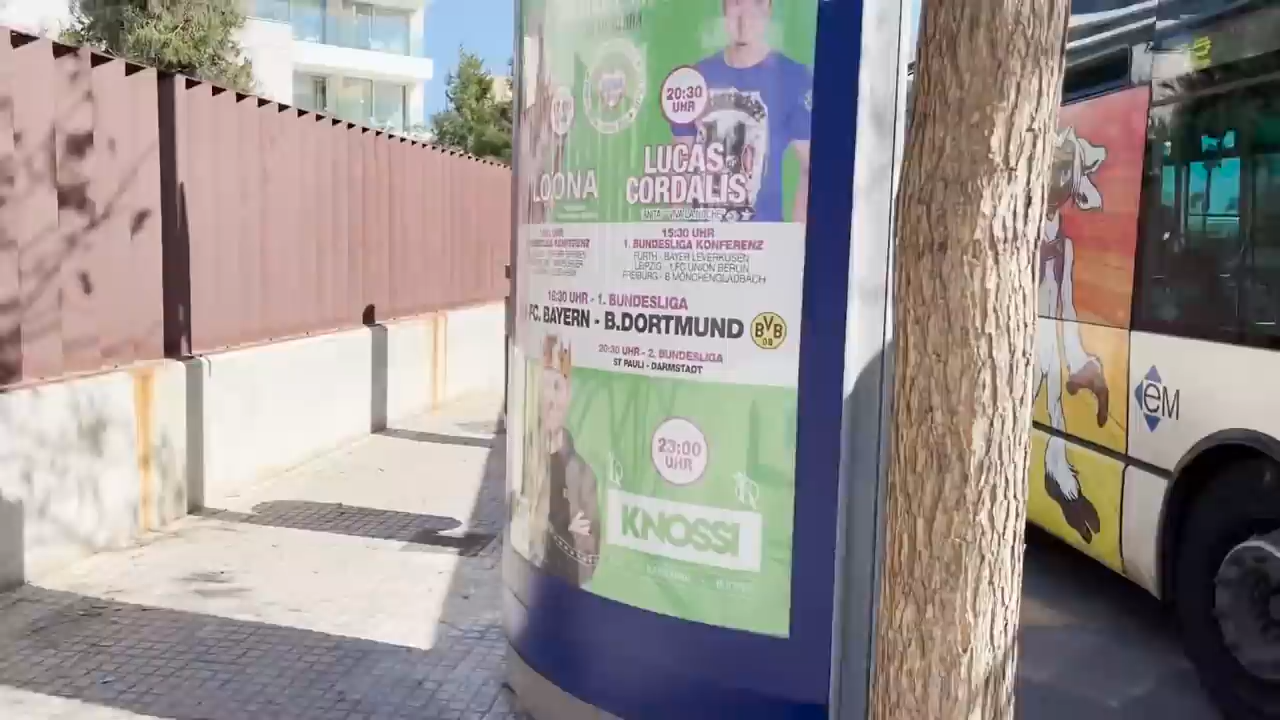 20:30
UHR
LOONA
LUCAS
CORDALIS
15:30 UHR
1. BUNDESLIGA KONFERENZ
FÜRTH - BAYER LEVERKUSEN
LEIPZIG - 1.FC UNION BERLIN
FREIBURG - B.MÖNCHENGLADBACH
18:30 UHR - 1. BUNDESLIGA
FC. BAYERN - B.DORTMUND
BVB
09
20:30 UHR - 2. BUNDESLIGA
ST PAULI - DARMSTADT
23:00
UHR
KNOSSI
eM